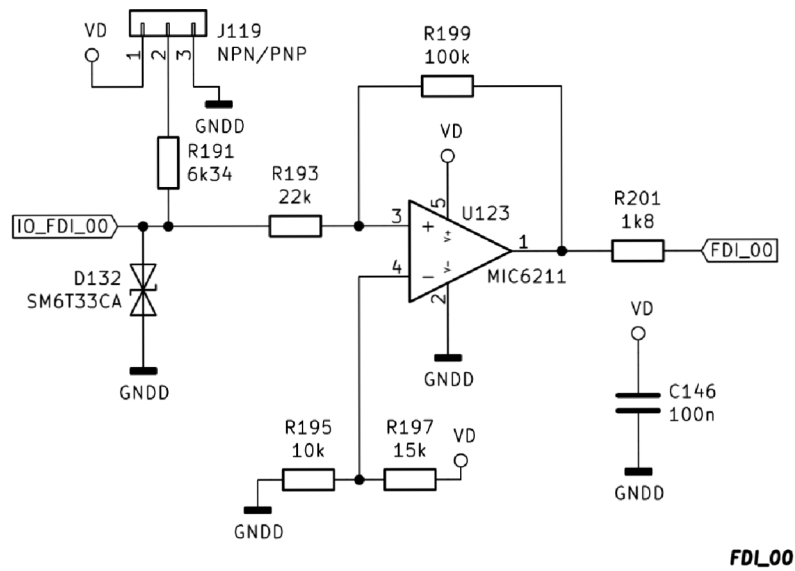 VD
J119
NPN/PNP
1
2
3
GNDD
R199
100k
R191
6k34
R193
22k
VD
IO_FDI_00
3
+
5
V+
U123
1
R201
1k8
FDI_00
4
−
V-
2
MIC6211
D132
SM6T33CA
GNDD
GNDD
VD
C146
100n
GNDD
R195
10k
R197
15k
VD
GNDD
FDI_00